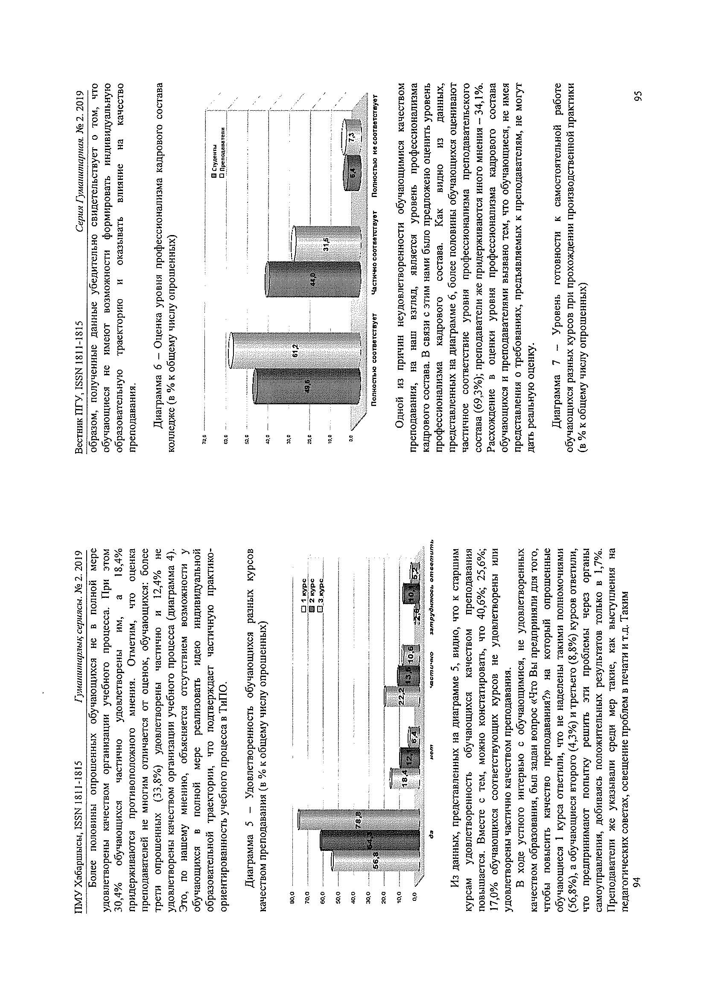 ПМУ Хабаршысы, ISSN 1811-1815 Гуманитарлық сериясы. № 2. 2019
Более половины опрошенных обучающихся не в полной мере
удовлетворены качеством организации учебного процесса. При этом
30,4% обучающихся частично удовлетворены им, а 18,4%
придерживаются противоположного мнения. Отметим, что оценка
преподавателей не многим отличается от оценок, обучающихся: более
трети опрошенных (33,8%) удовлетворены частично и 12,4% не
удовлетворены качеством организации учебного процесса (диаграмма 4).
Это, по нашему мнению, объясняется отсутствием возможности у
обучающихся в полной мере реализовать идею индивидуальной
образовательной траектории, что подтверждает частичную практико-
ориентированность учебного процесса в ТиПО.
Диаграмма 5 – Удовлетворенность обучающихся разных курсов
качеством преподавания (в % к общему числу опрошенных)
80,0
70,0
60,0
50,0
40,0
30,0
20,0
10,0
0,0
1 курс
2 курс
3 курс
56,8
78,8
18,4
6,4
22,2
13,5
10,6
2,6
5,2
да
нет
частично
затрудняюсь ответить
Из данных, представленных на диаграмме 5, видно, что к старшим
курсам удовлетворенность обучающихся качеством преподавания
повышается. Вместе с тем, можно констатировать, что 40,6%; 25,6%;
17,0% обучающихся соответствующих курсов не удовлетворены или
удовлетворены частично качеством преподавания.
В ходе устного интервью с обучающимися, не удовлетворенных
качеством образования, был задан вопрос «Что Вы предприняли для того,
чтобы повысить качество преподавания?» на который опрошенные
обучающиеся 1 курса ответили, что не наделены такими полномочиями
(56,8%), а обучающиеся второго (4,3%) и третьего (8,8%) курсов ответили,
что предпринимают попытку решить эти проблемы через органы
самоуправления, добиваясь положительных результатов только в 1,7%.
Преподаватели же указывали среди мер такие, как выступления на
педагогических советах, освещение проблем в печати и т.д. Таким
94
Вестник ПГУ, ISSN 1811-1815 Серия Гуманитарная. № 2. 2019
образом, полученные данные убедительно свидетельствует о том, что
обучающиеся не имеют возможности формировать индивидуальную
образовательную траекторию и оказывать влияние на качество
преподавания.
Диаграмма 6 – Оценка уровня профессионализма кадрового состава
колледже (в % к общему числу опрошенных)
70,0
60,0
50,0
40,0
30,0
20,0
10,0
0,0
Студенты
Преподаватели
49,6
61,2
44,0
31,5
6,4
7,3
Полностью соответствует
Частично соответствует
Полностью не соответствует
Одной из причин неудовлетворенности обучающимися качеством
преподавания, на наш взгляд, является уровень профессионализма
кадрового состава. В связи с этим нами было предложено оценить уровень
профессионализма кадрового состава. Как видно из данных,
представленных на диаграмме 6, более половины обучающихся оценивают
частичное соответствие уровня профессионализма преподавательского
состава (69,3%); преподаватели же придерживаются иного мнения – 34,1%.
Расхождение в оценки уровня профессионализма кадрового состава
обучающихся и преподавателями вызвано тем, что обучающиеся, не имея
представления о требованиях, предъявляемых к преподавателям, не могут
дать реальную оценку.
Диаграмма 7 – Уровень готовности к самостоятельной работе
обучающихся разных курсов при прохождении производственной практики
(в % к общему числу опрошенных)
95